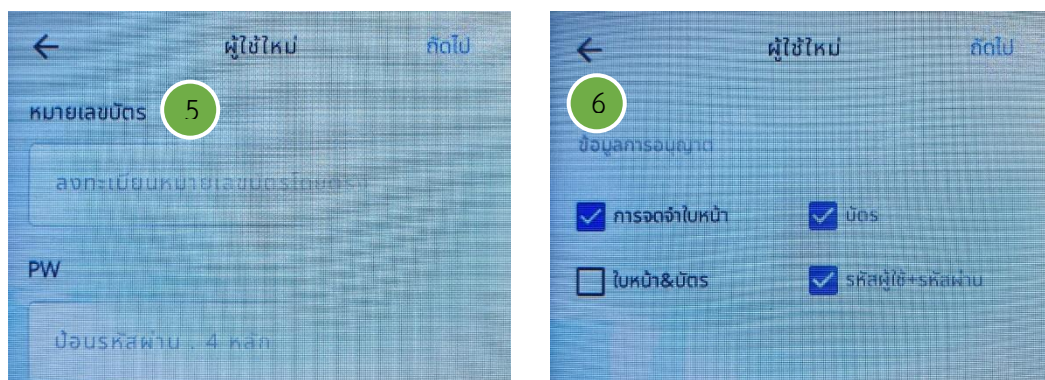 ผู้ใช้ใหม่ ถัดไป
หมายเลขบัตร 5
ลงทะเบียนหมายเลขบัตรโดยตรง
PW
ป้อนรหัสผ่าน . 4 หลัก
ผู้ใช้ใหม่ ถัดไป
6
ข้อมูลการอนุญาต
การจดจำใบหน้า บัตร
ใบหน้า&บัตร รหัสผู้ใช้+รหัสผ่าน